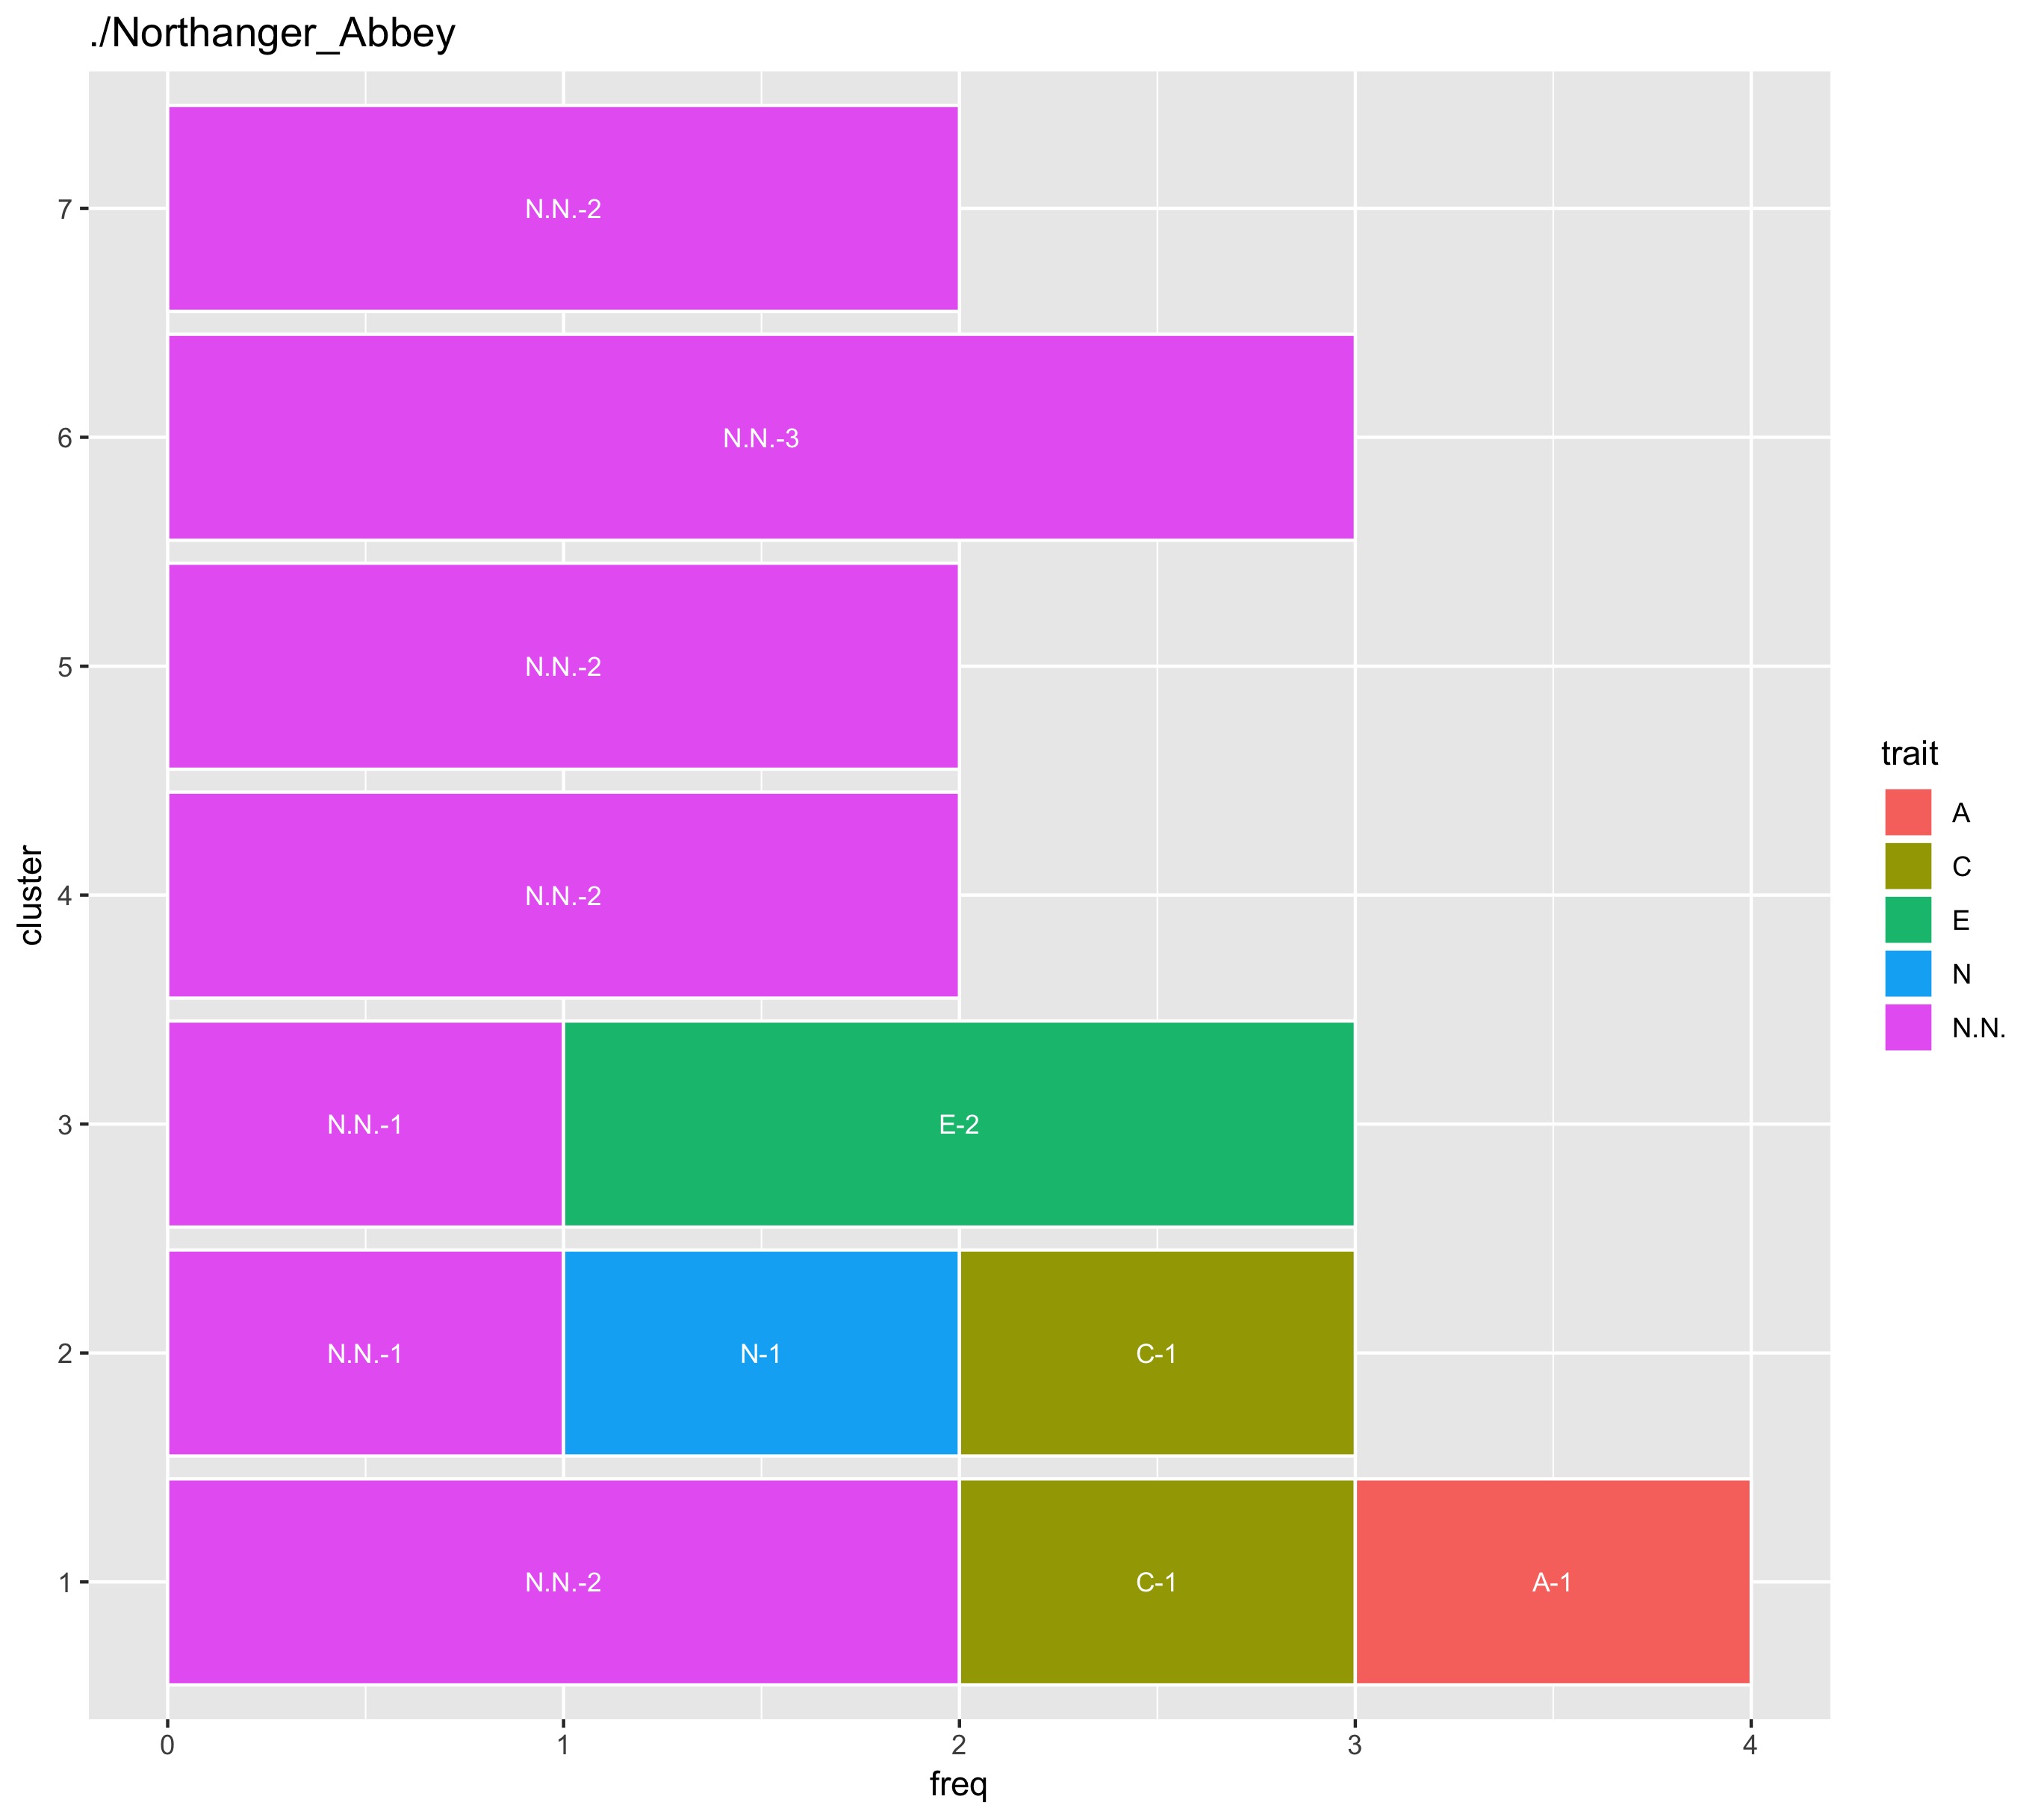 ./Northanger_Abbey
7
N.N.-2
6
N.N.-3
5
N.N.-2
4
N.N.-2
3
N.N.-1 E-2
2
N.N.-1 N-1 C-1
1
N.N.-2 C-1 A-1
cluster
0 1 2 3 4
freq
trait
A
C
E
N
N.N.